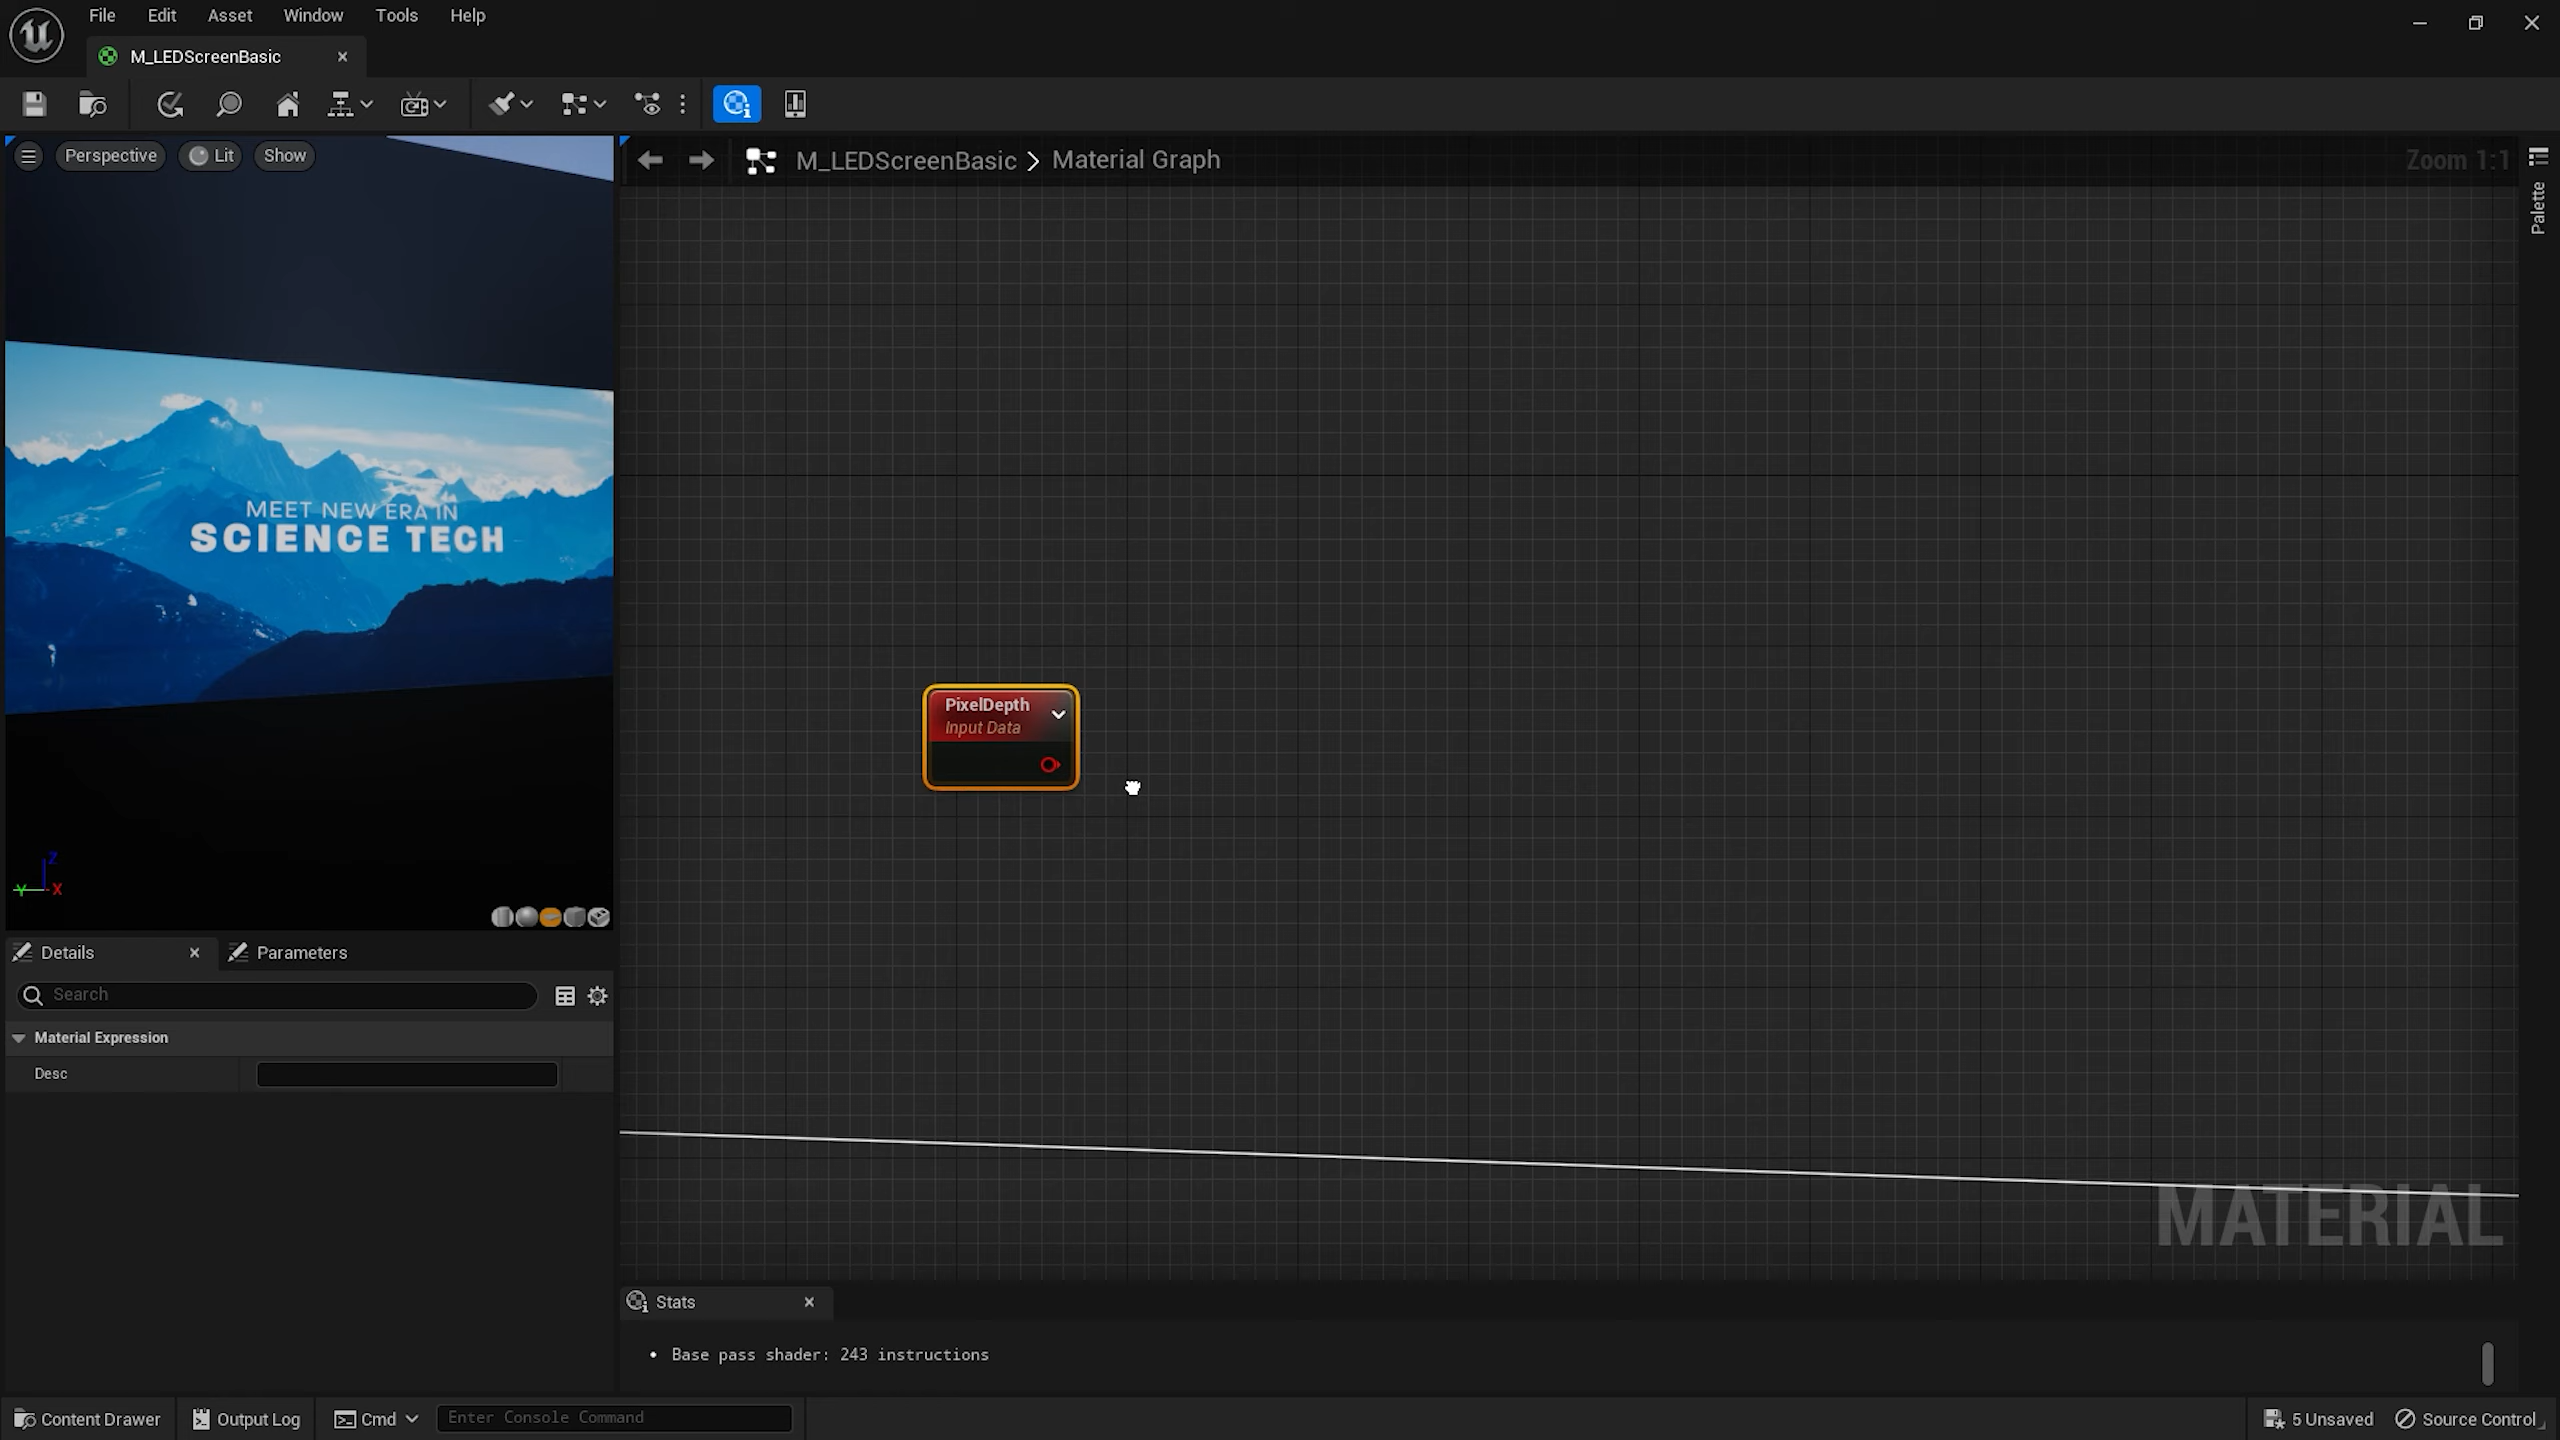 File Edit Asset Window Tools Help
M_LEDScreenBasic
Perspective Lit Show
M_LEDScreenBasic > Material Graph
Zoom 1:1
Palette
MEET NEW ERA IN
SCIENCE TECH
PixelDepth
Input Data
Z
Y X
Details Parameters
Search
Material Expression
Desc
MATERIAL
Stats
• Base pass shader: 243 instructions
Content Drawer Output Log Cmd Enter Console Command 5 Unsaved Source Control